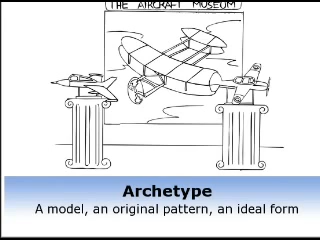 THE AIRCRAFT MUSEUM
Archetype
A model, an original pattern, an ideal form